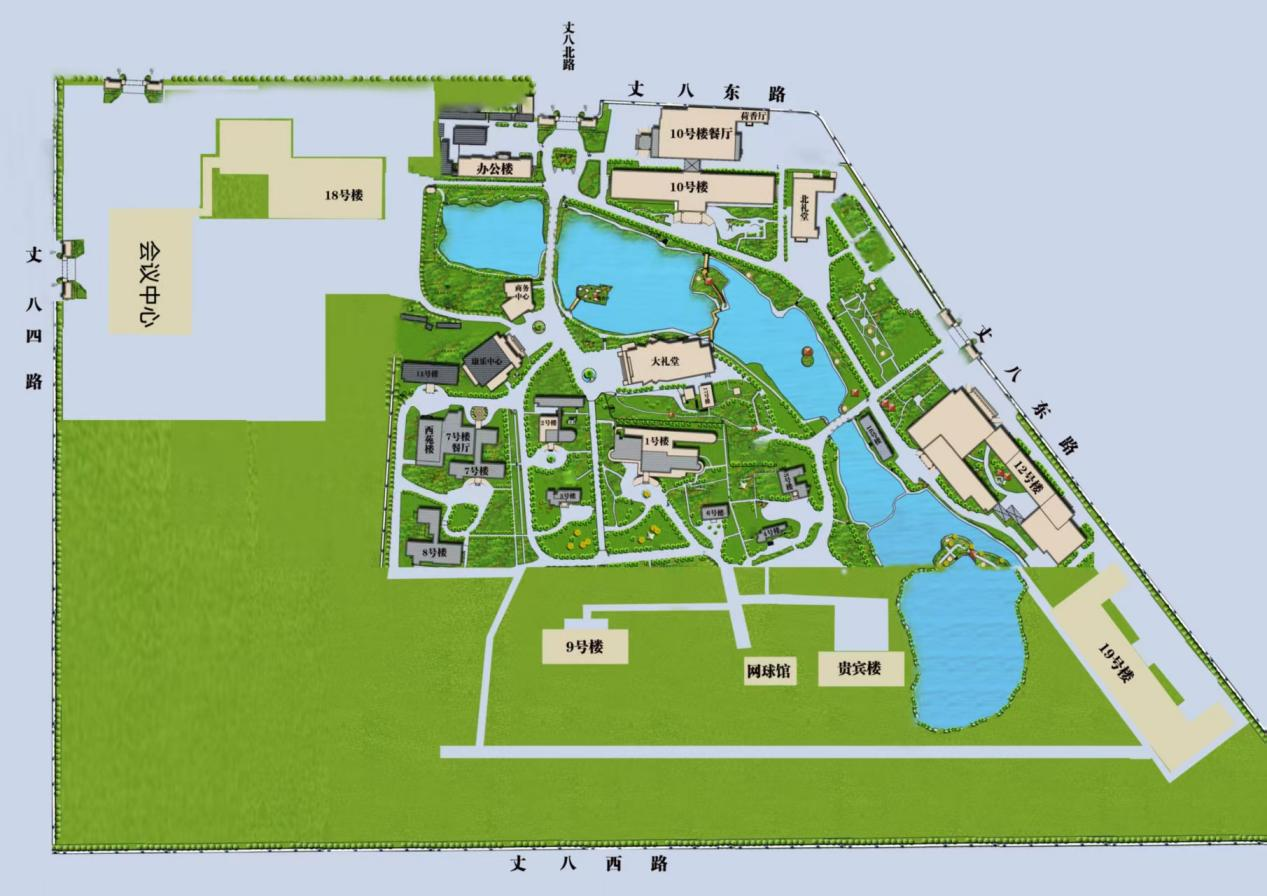 丈八北路
丈八东路
荷香厅
10号楼餐厅
办公楼
10号楼
18号楼
北礼堂
会议中心
丈八四路
商务
中心
丈八东路
康乐中心
大礼堂
11号楼
西苑楼
7号楼
餐厅
7号楼
2号楼
1号楼
12号楼
3号楼
6号楼
8号楼
9号楼
网球馆
贵宾楼
19号楼
丈八西路